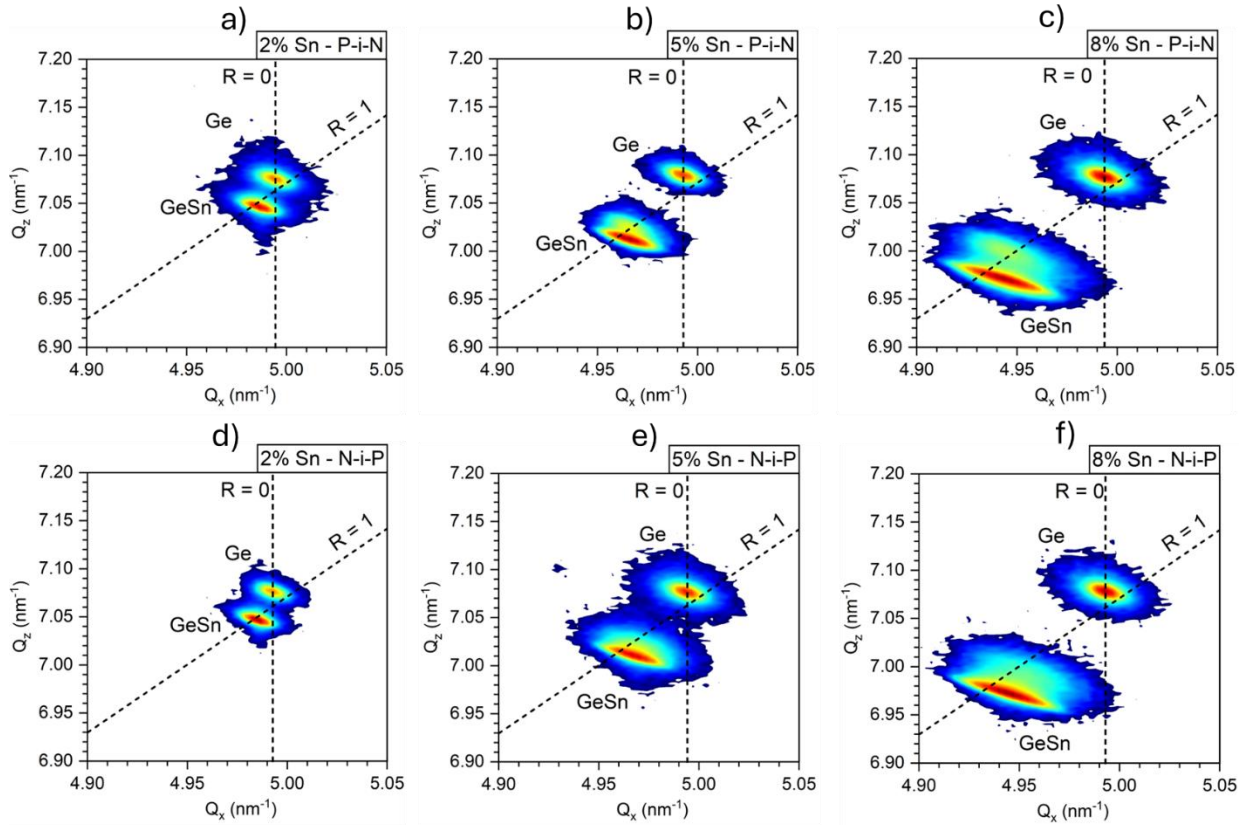 a)
2% Sn - P-i-N
7.20
7.15
7.10
7.05
7.00
6.95
6.90
Qz (nm-1)
R = 0
R = 1
Ge
GeSn
4.90 4.95 5.00 5.05
Qx (nm-1)
b)
5% Sn - P-i-N
7.20
7.15
7.10
7.05
7.00
6.95
6.90
Qz (nm-1)
R = 0
R = 1
Ge
GeSn
4.90 4.95 5.00 5.05
Qx (nm-1)
c)
8% Sn - P-i-N
7.20
7.15
7.10
7.05
7.00
6.95
6.90
Qz (nm-1)
R = 0
R = 1
Ge
GeSn
4.90 4.95 5.00 5.05
Qx (nm-1)
d)
2% Sn - N-i-P
7.20
7.15
7.10
7.05
7.00
6.95
6.90
Qz (nm-1)
R = 0
R = 1
Ge
GeSn
4.90 4.95 5.00 5.05
Qx (nm-1)
e)
5% Sn - N-i-P
7.20
7.15
7.10
7.05
7.00
6.95
6.90
Qz (nm-1)
R = 0
R = 1
Ge
GeSn
4.90 4.95 5.00 5.05
Qx (nm-1)
f)
8% Sn - N-i-P
7.20
7.15
7.10
7.05
7.00
6.95
6.90
Qz (nm-1)
R = 0
R = 1
Ge
GeSn
4.90 4.95 5.00 5.05
Qx (nm-1)